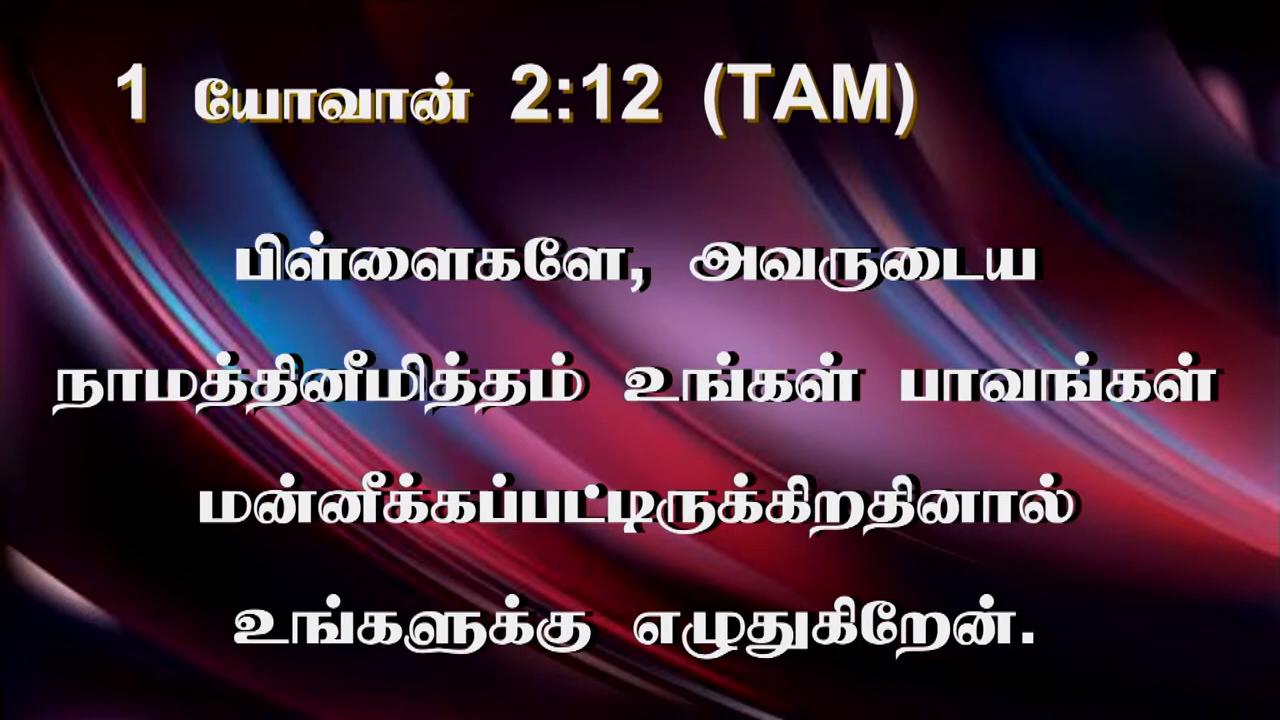 1 யோவான் 2:12 (TAM)
பிள்ளைகளே, அவருடைய
நாமத்தினீமித்தம் உங்கள் பாவங்கள்
மன்னீக்கப்பட்டிருக்கிறதினால்
உங்களுக்கு எழுதுகிறேன்.